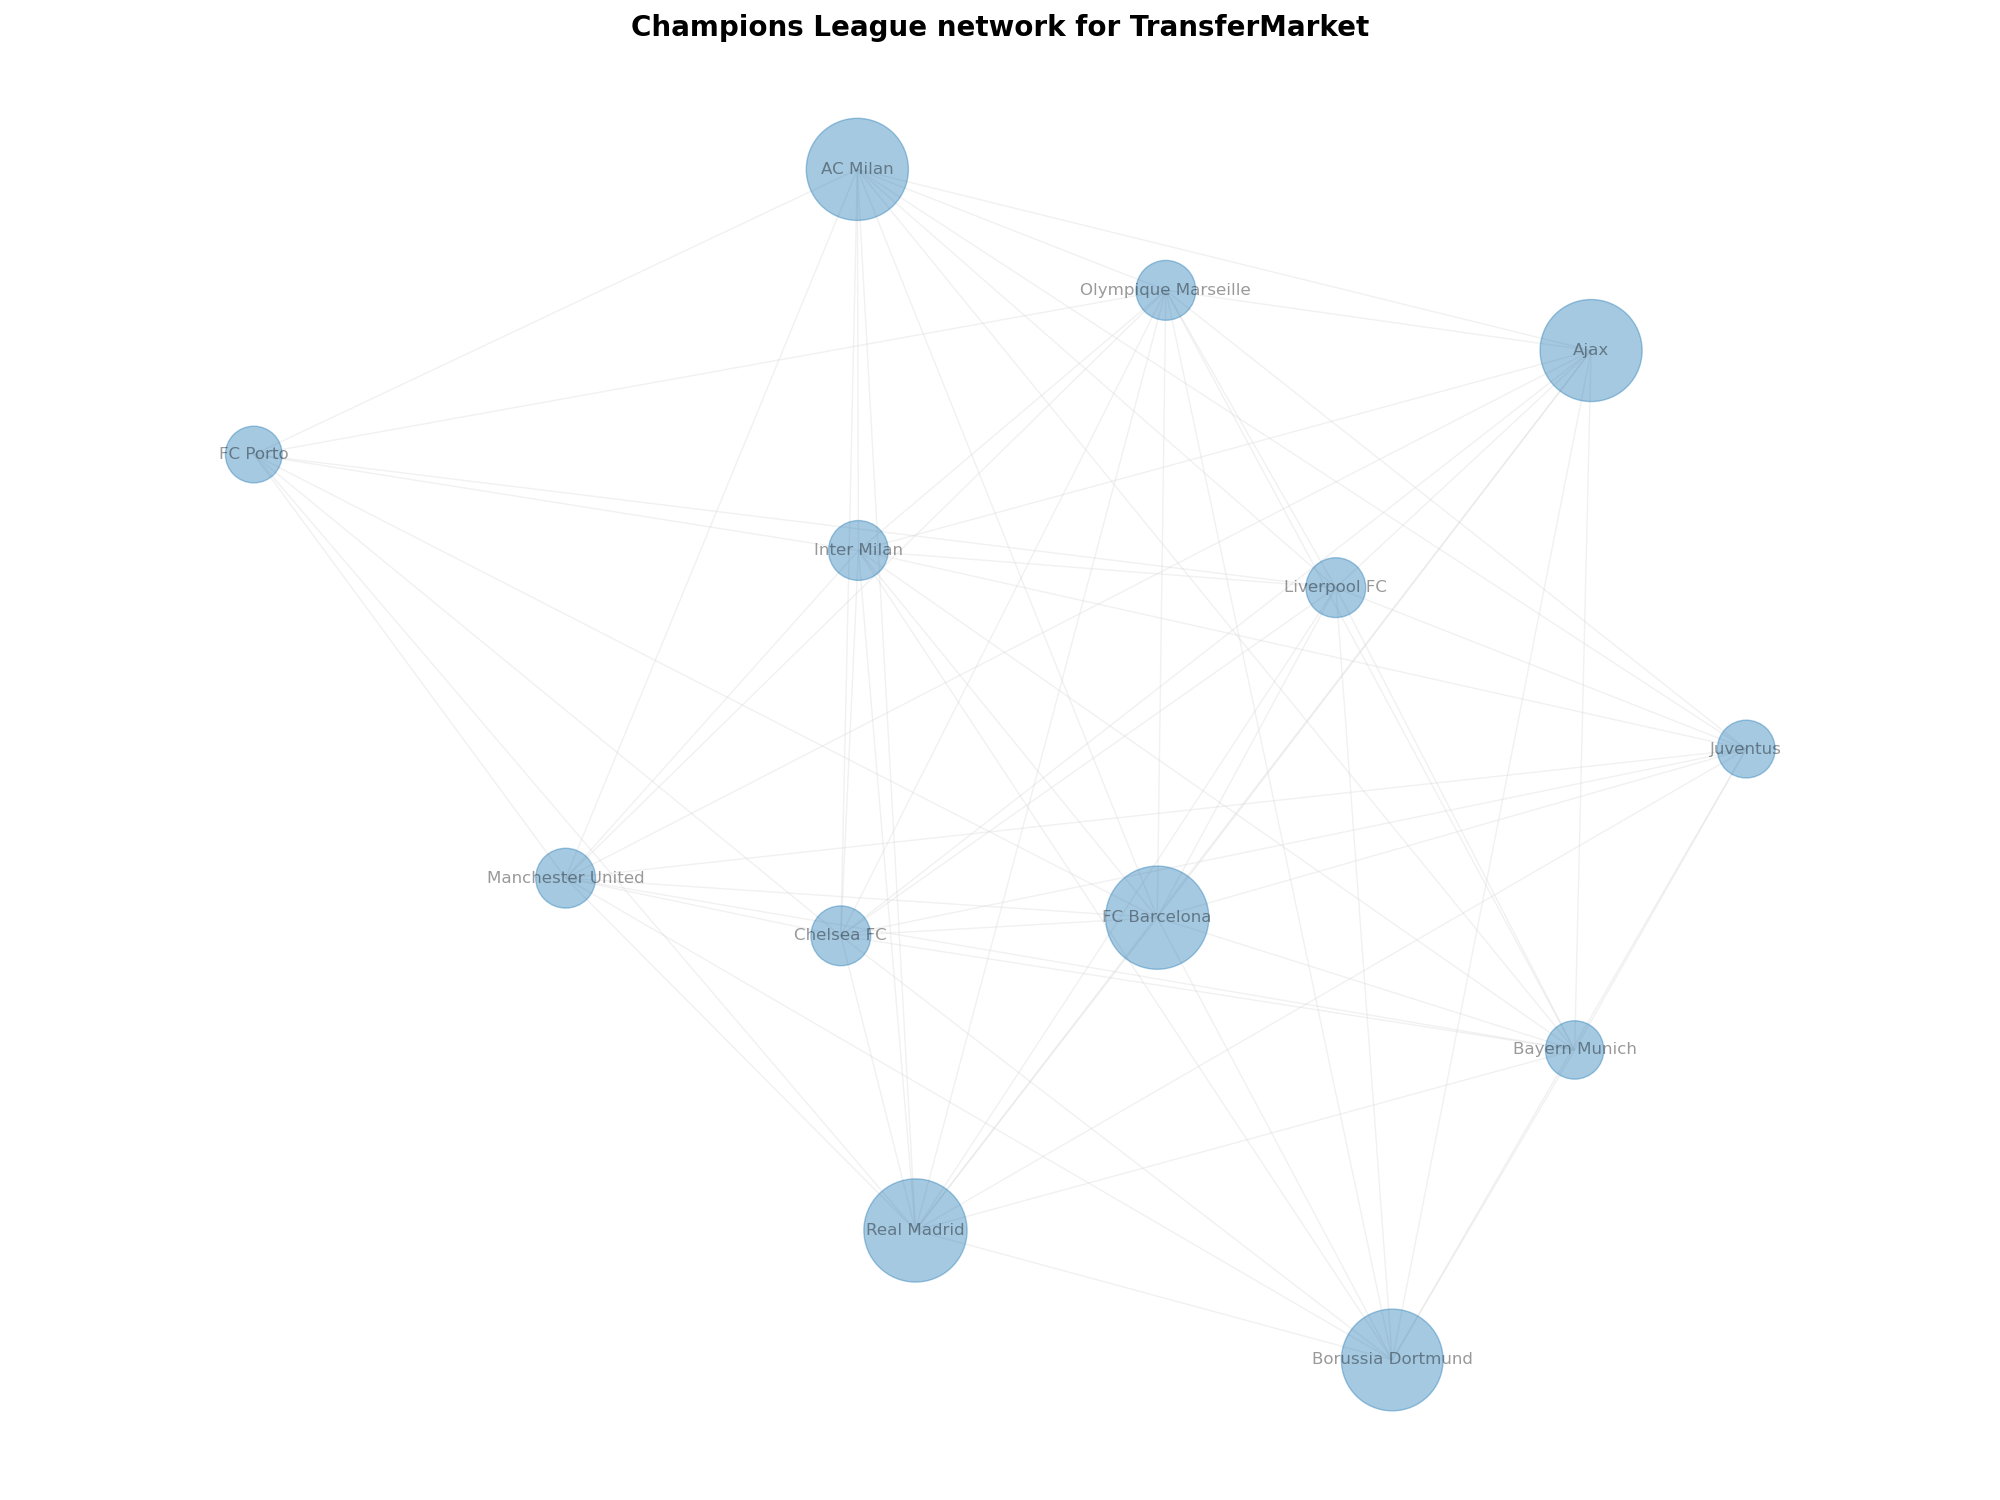 Champions League network for TransferMarket
AC Milan
Olympique Marseille
Ajax
FC Porto
Inter Milan
Liverpool FC
Juventus
Manchester United
FC Barcelona
Chelsea FC
Bayern Munich
Real Madrid
Borussia Dortmund